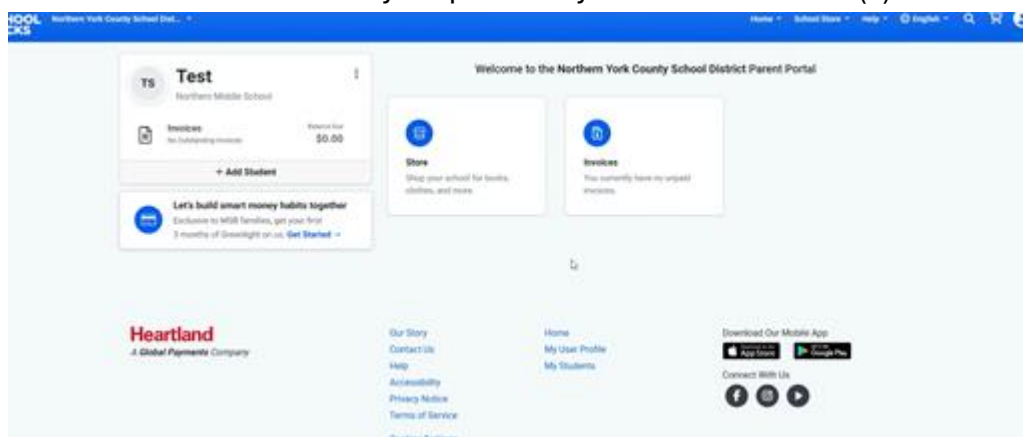 Northern York County School Dist...
Home
School Store
Help
English
TS
Test
Northern Middle School
Invoices
No Outstanding Invoices
Balance Due
$0.00
+ Add Student
Let's build smart money habits together
Exclusive to MSB families, get your first
3 months of Greenlight on us. Get Started →
Welcome to the Northern York County School District Parent Portal
Store
Shop your school for books,
clothes, and more
Invoices
You currently have no unpaid
invoices.
Heartland
A Global Payments Company
Our Story
Contact Us
Help
Accessibility
Privacy Notice
Terms of Service
Home
My User Profile
My Students
Download Our Mobile App
App Store
Google Play
Connect With Us